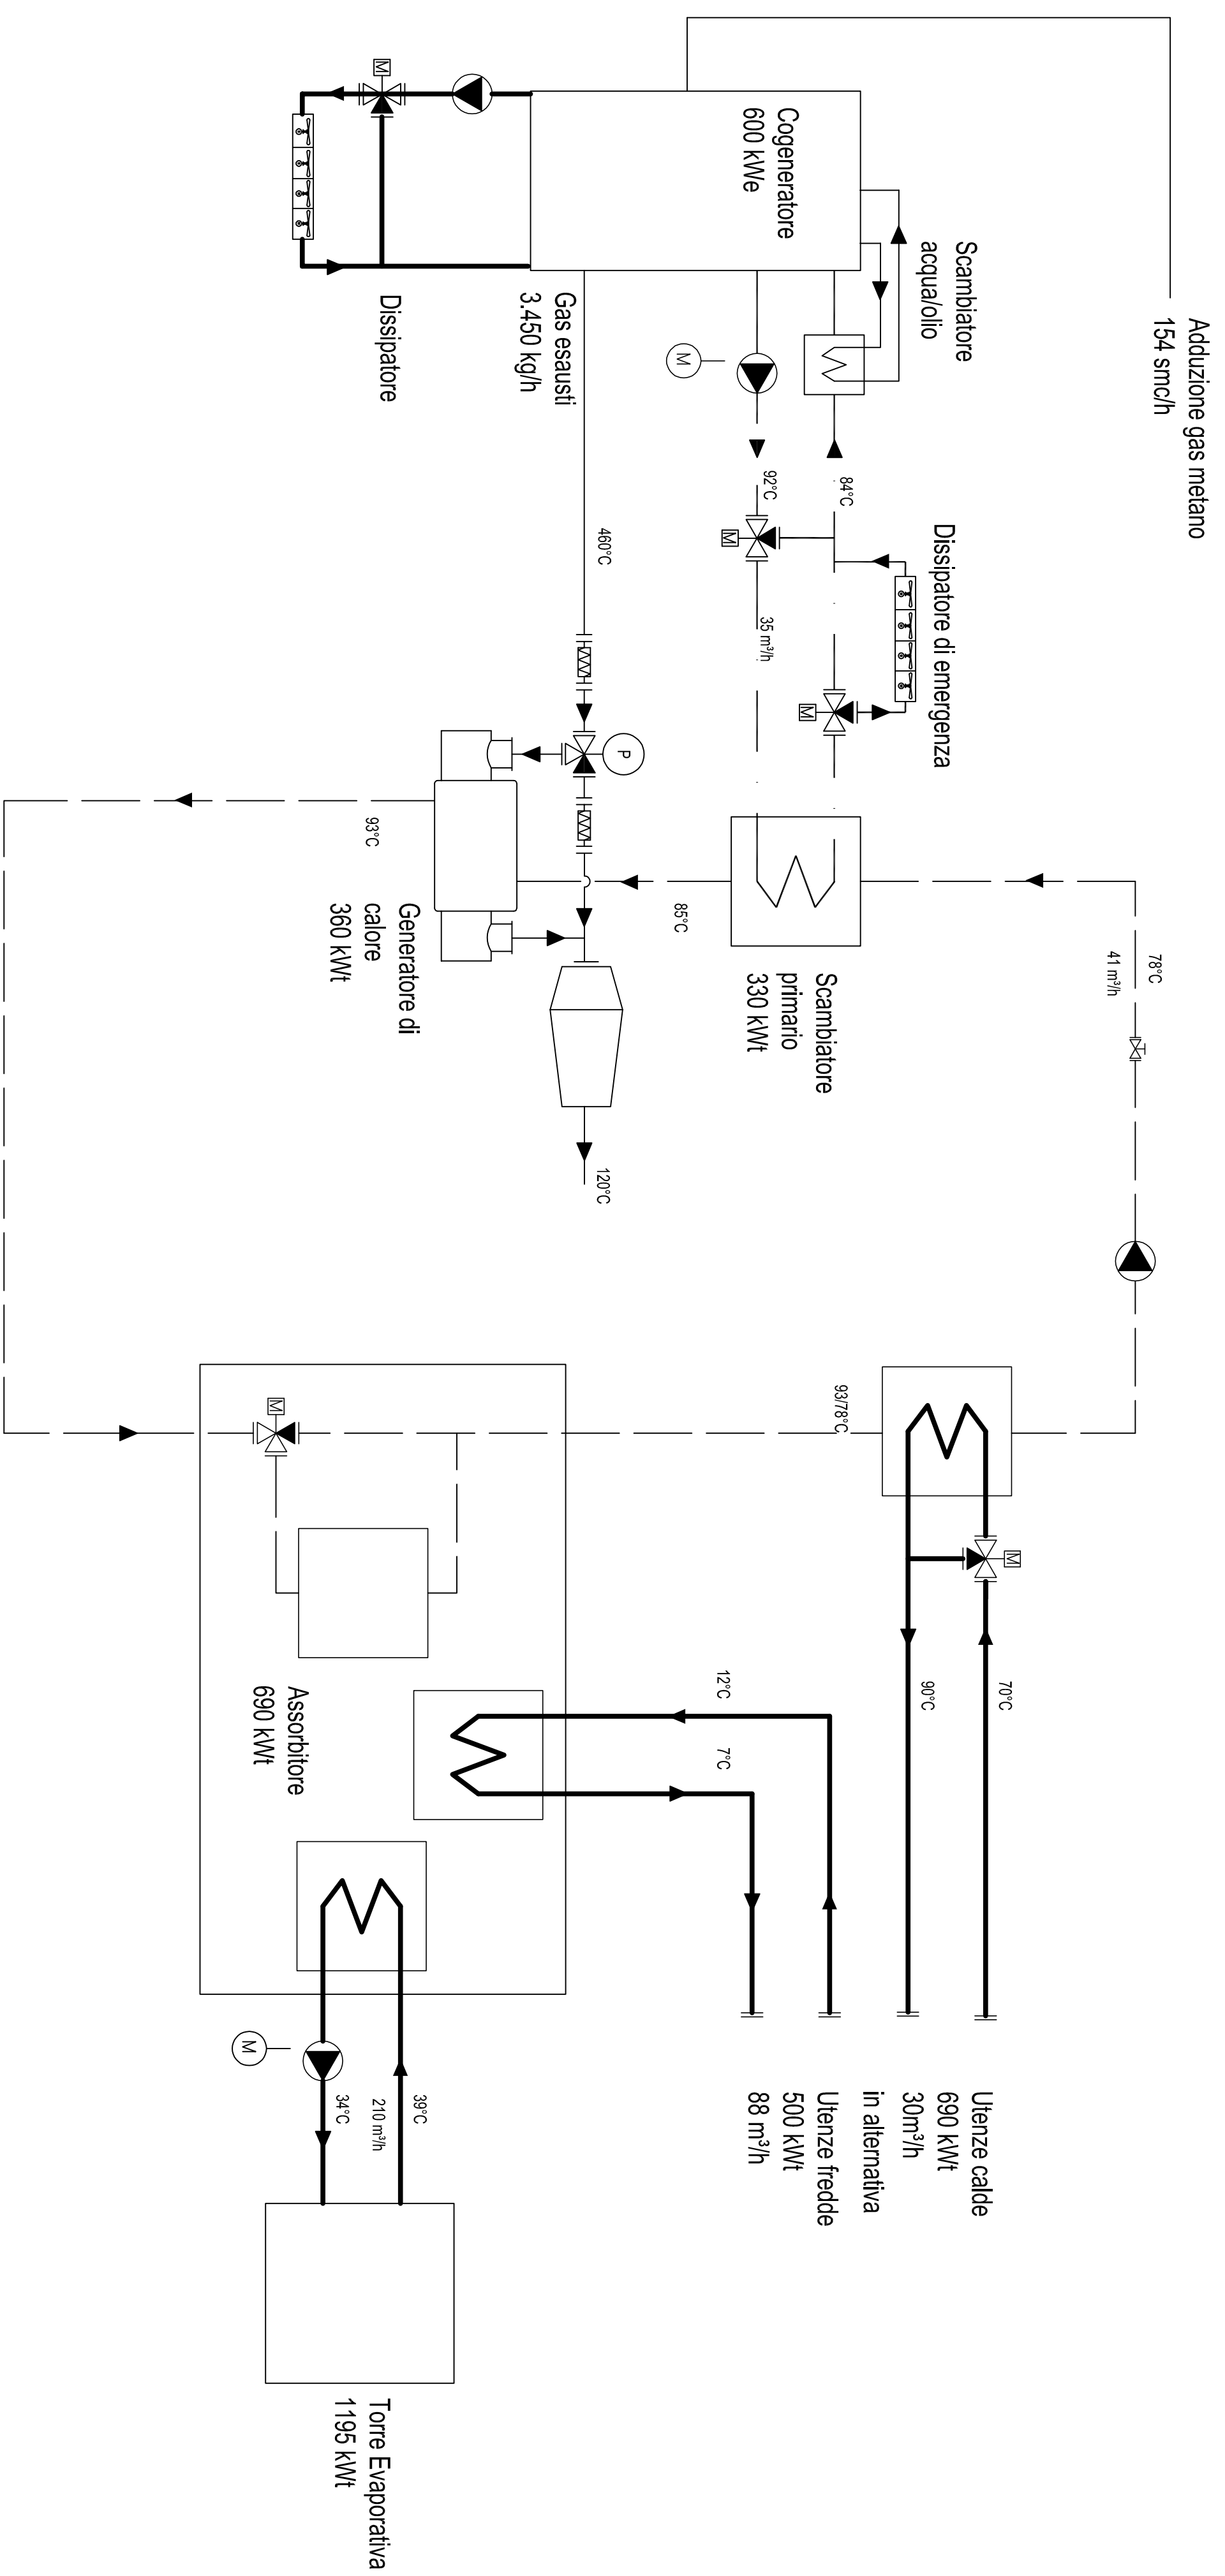 Adduzione gas metano
154 smc/h
Cogeneratore
600 kWe
Scambiatore
acqua/olio
Dissipatore di emergenza
84°C
92°C
35 m³/h
M
M
M
Gas esausti
3.450 kg/h
460°C
P
M
Dissipatore
Scambiatore
primario
330 kWt
78°C
41 m³/h
85°C
93°C
Generatore di
calore
360 kWt
120°C
93/78°C
M
70°C
90°C
12°C
7°C
M
Assorbitore
690 kWt
M
39°C
210 m³/h
34°C
Utenze calde
690 kWt
30m³/h
in alternativa
Utenze fredde
500 kWt
88 m³/h
Torre Evaporativa
1195 kWt